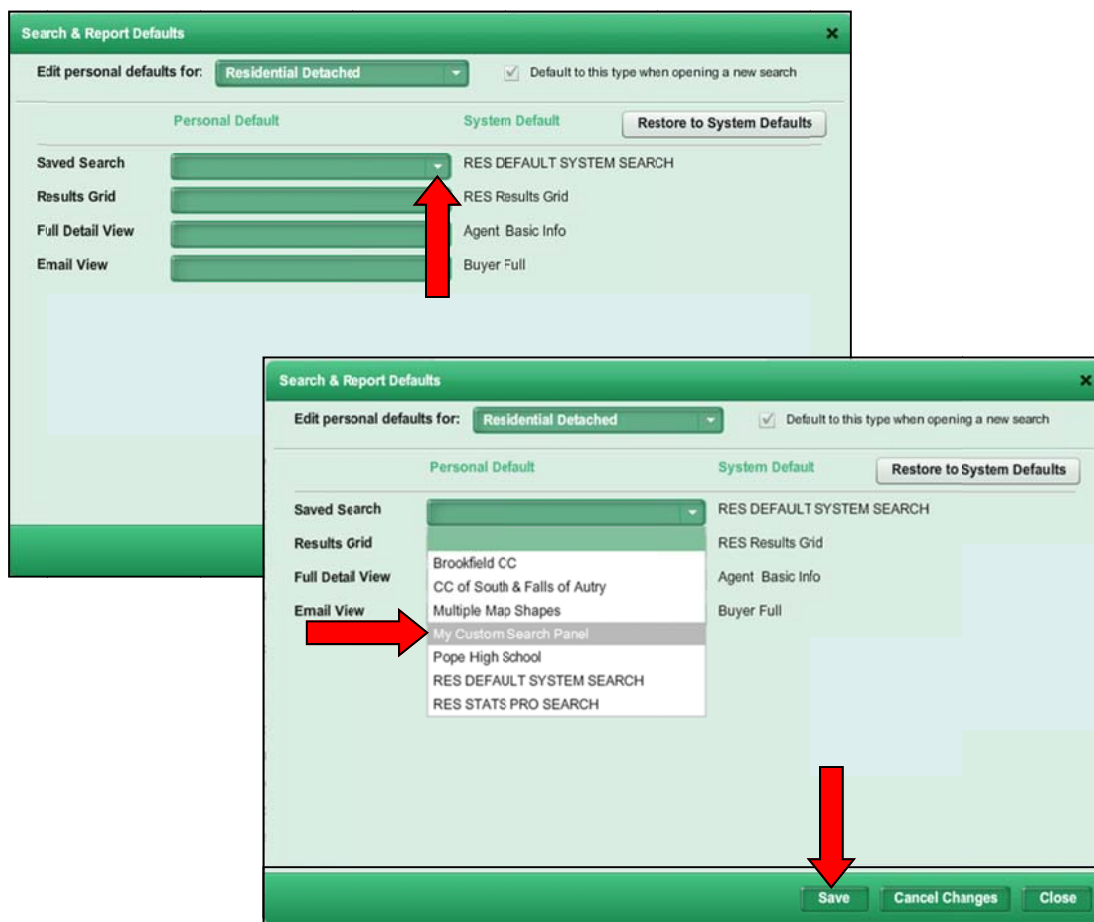 Search & Report Defaults
Edit personal defaults for: Residential Detached Default to this type when opening a new search
Personal Default System Default Restore to System Defaults
Saved Search RES DEFAULT SYSTEM SEARCH
Results Grid RES Results Grid
Full Detail View Agent Basic Info
Email View Buyer Full
Search & Report Defaults
Edit personal defaults for: Residential Detached Default to this type when opening a new search
Personal Default System Default Restore to System Defaults
Saved Search RES DEFAULT SYSTEM SEARCH
Results Grid RES Results Grid
Brookfield CC
Full Detail View Agent Basic Info
CC of South & Falls of Autry
Email View Multiple Map Shapes Buyer Full
My Custom Search Panel
Pope High School
RES DEFAULT SYSTEM SEARCH
RES STATS PRO SEARCH
Save Cancel Changes Close